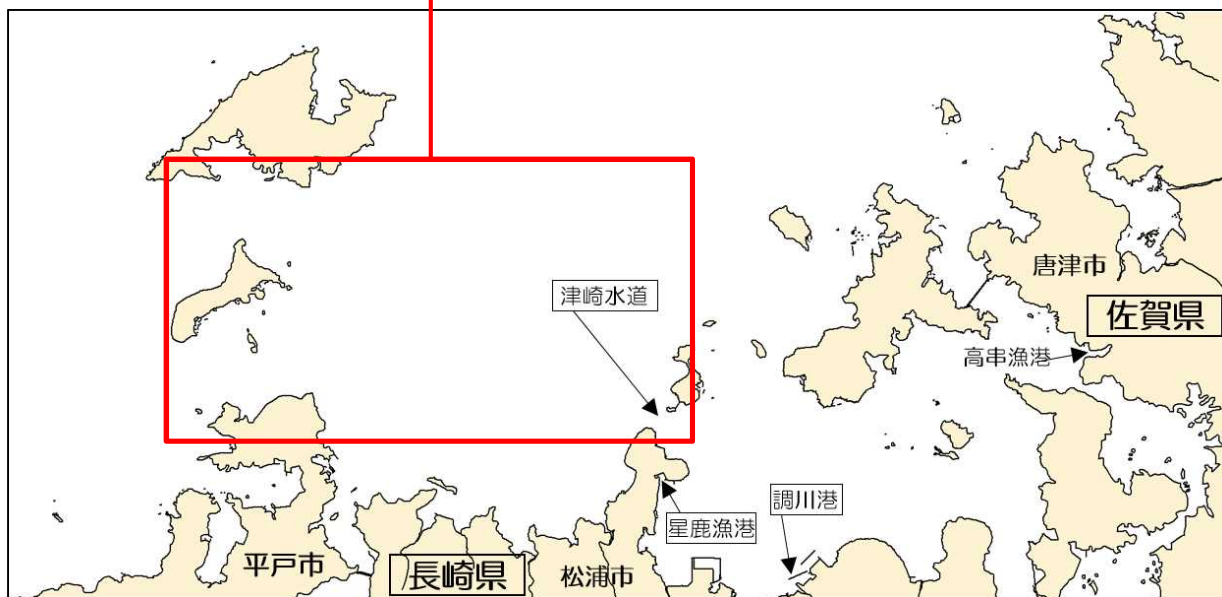 津崎水道
唐津市
佐賀県
高串漁港
調川港
星鹿漁港
平戸市
長崎県
松浦市